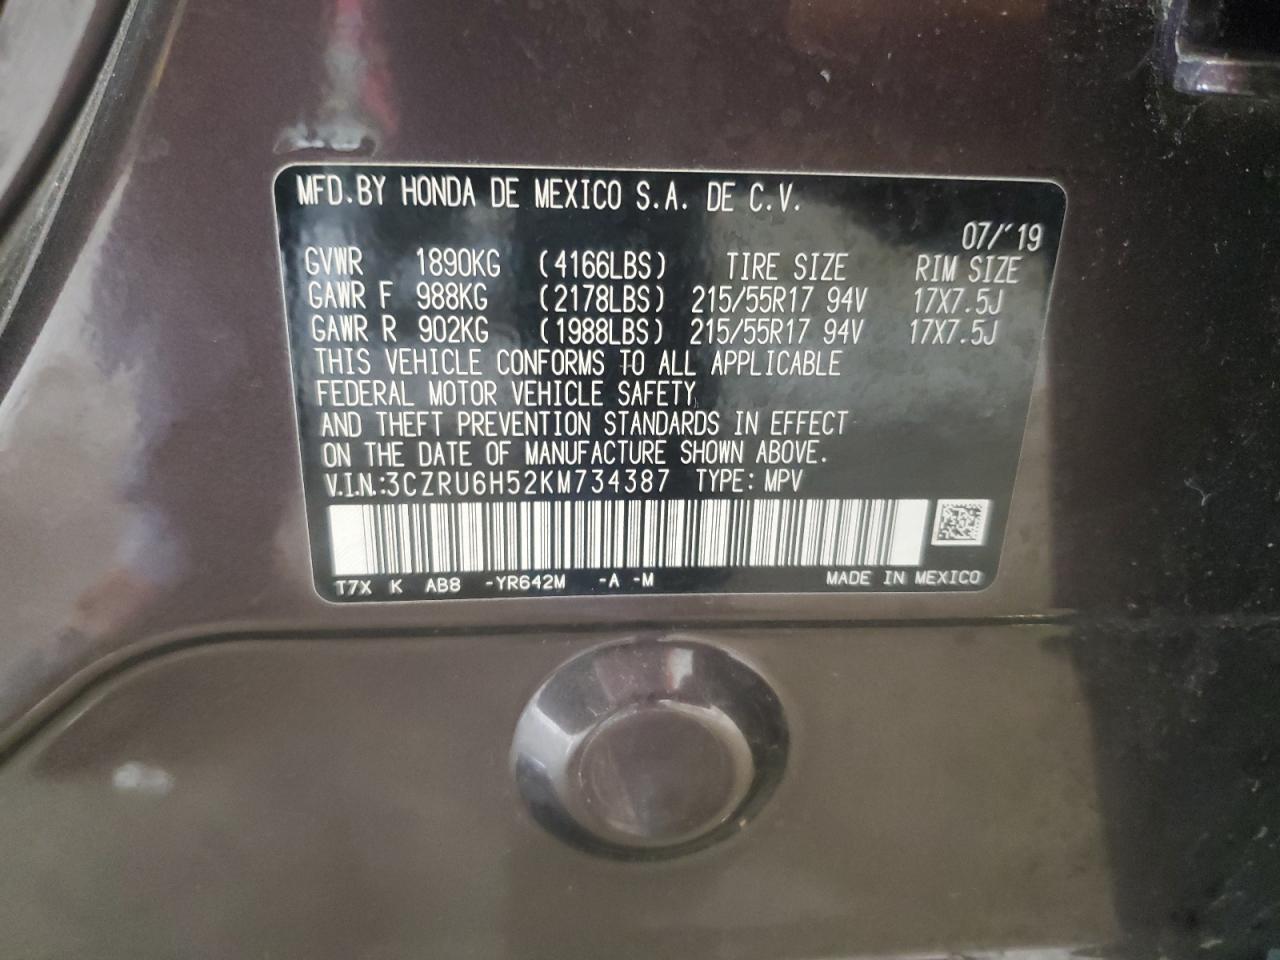 MFD.BY HONDA DE MEXICO S.A. DE C.V.
07/'19
GVWR 1890KG (4166LBS) TIRE SIZE RIM SIZE
GAWR F 988KG (2178LBS) 215/55R17 94V 17X7.5J
GAWR R 902KG (1988LBS) 215/55R17 94V 17X7.5J
THIS VEHICLE CONFORMS TO ALL APPLICABLE
FEDERAL MOTOR VEHICLE SAFETY
AND THEFT PREVENTION STANDARDS IN EFFECT
ON THE DATE OF MANUFACTURE SHOWN ABOVE.
V.I.N.:3CZRU6H52KM734387 TYPE: MPV
T7X K AB8 -YR642M -A -M MADE IN MEXICO